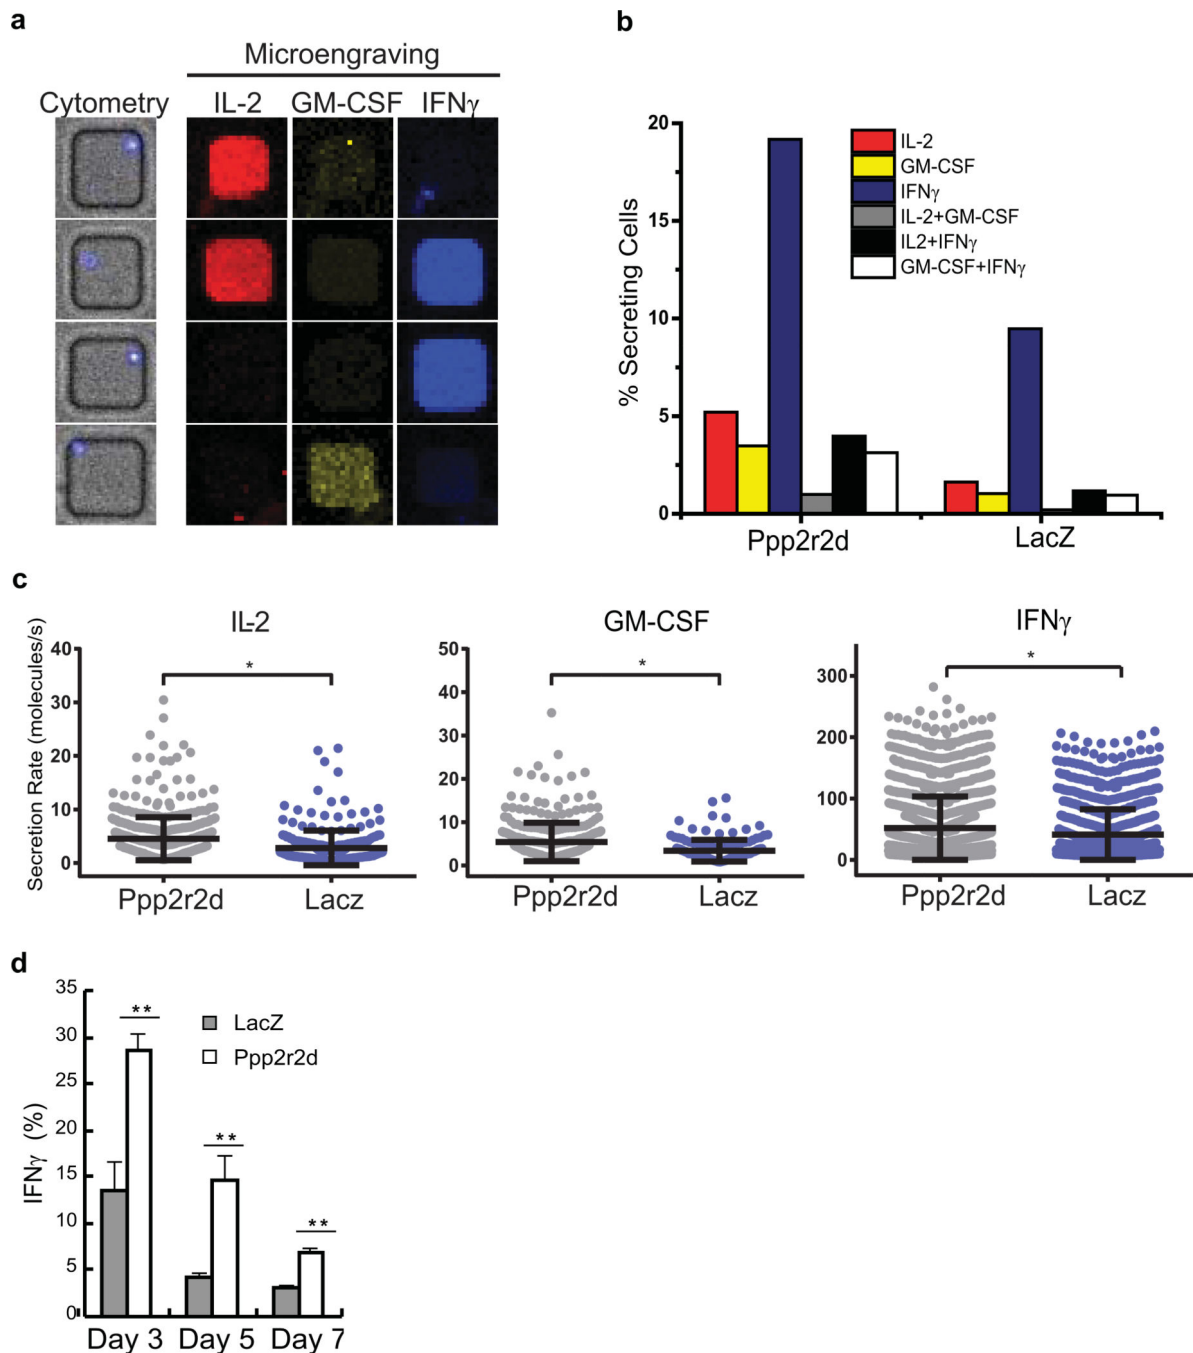 a
Microengraving
Cytometry IL-2 GM-CSF IFNγ
b
20
15
10
5
0
% Secreting Cells
IL-2
GM-CSF
IFNγ
IL-2+GM-CSF
IL2+IFNγ
GM-CSF+IFNγ
Ppp2r2d LacZ
c
Secretion Rate (molecules/s)
IL-2
40
30
20
10
0
*
Ppp2r2d Lacz
GM-CSF
50
40
30
20
10
0
*
Ppp2r2d Lacz
IFNγ
300
200
100
0
*
Ppp2r2d Lacz
d
IFNγ (%)
35
30
25
20
15
10
5
0
**
**
**
LacZ
Ppp2r2d
Day 3 Day 5 Day 7